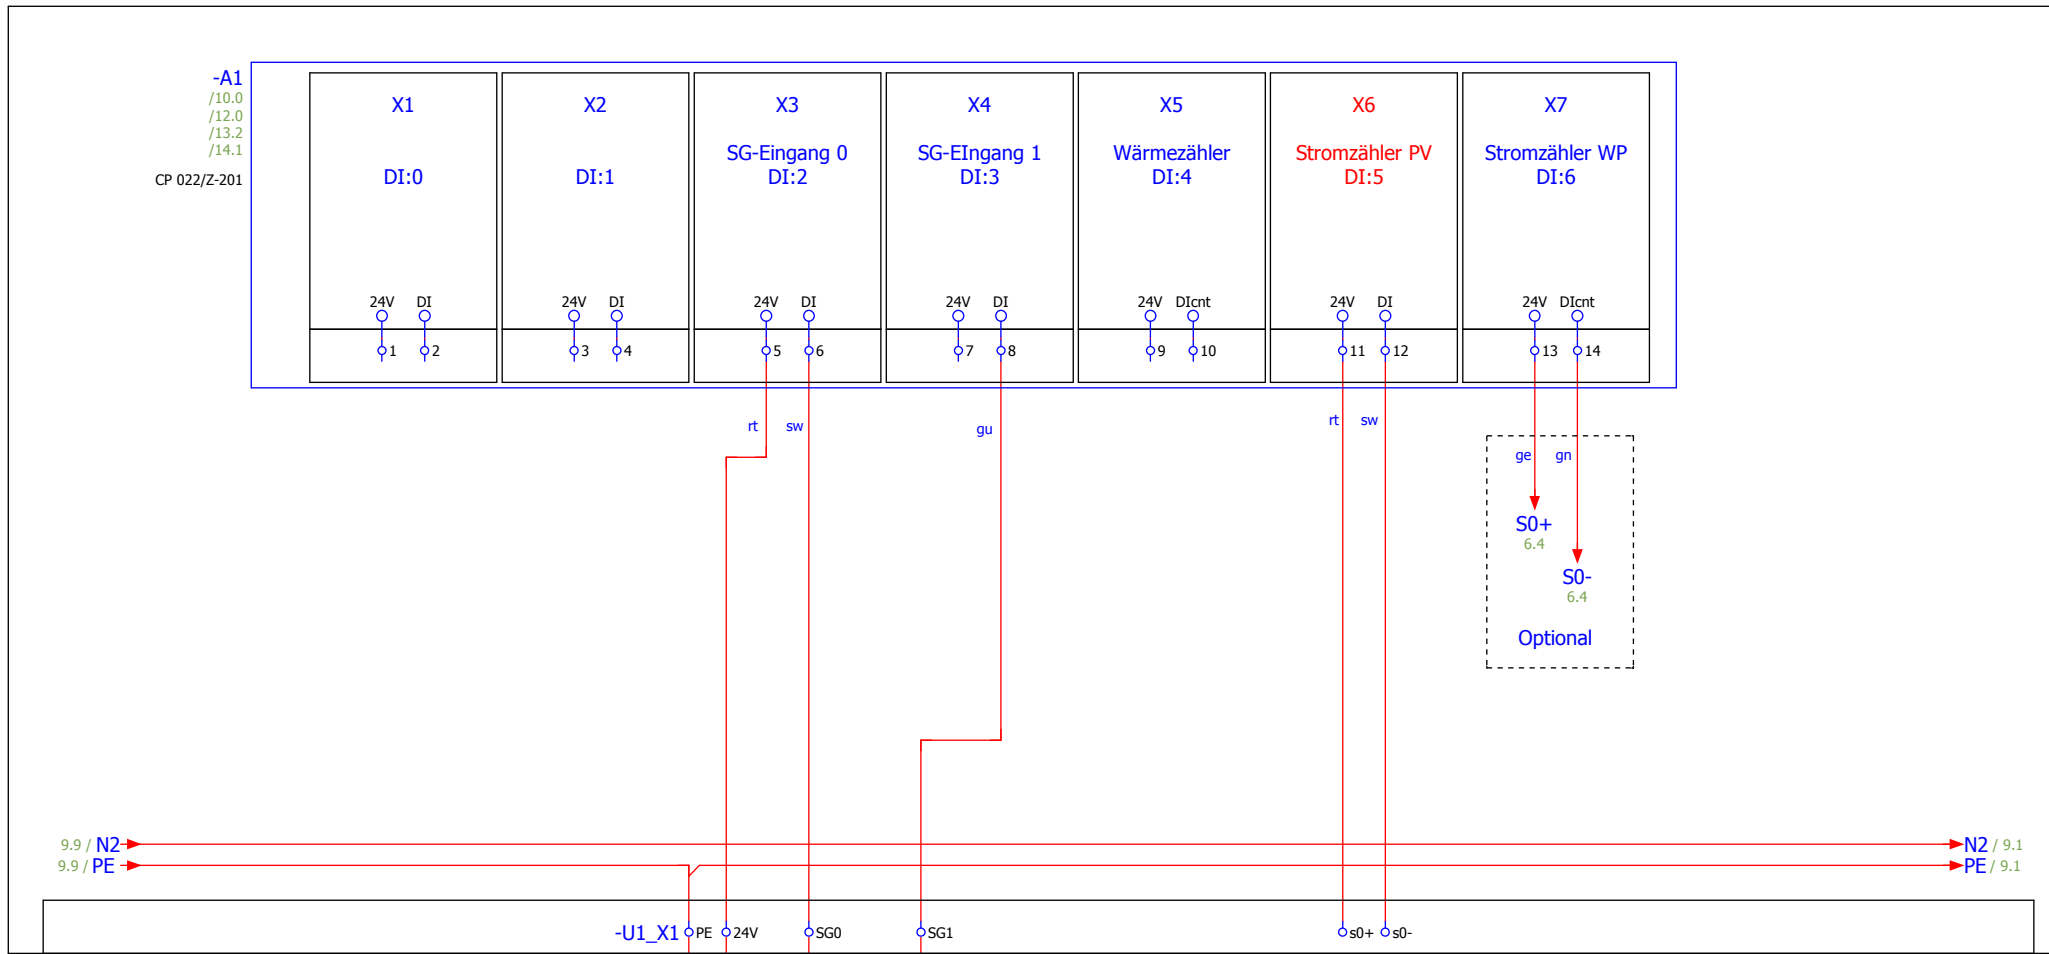 -A1
/10.0
/12.0
/13.2
/14.1
CP 022/Z-201
X1
DI:0
X2
DI:1
X3
SG-Eingang 0
DI:2
X4
SG-EIngang 1
DI:3
X5
Wärmezähler
DI:4
X6
Stromzähler PV
DI:5
X7
Stromzähler WP
DI:6
24V DI
24V DI
24V DI
24V DI
24V DIcnt
24V DI
24V DIcnt
1 2
3 4
5 6
7 8
9 10
11 12
13 14
rt sw
gu
rt sw
ge gn
S0+
6.4
S0-
6.4
Optional
9.9 / N2
N2 / 9.1
9.9 / PE
PE / 9.1
-U1_X1 PE 24V SG0 SG1 s0+ s0-